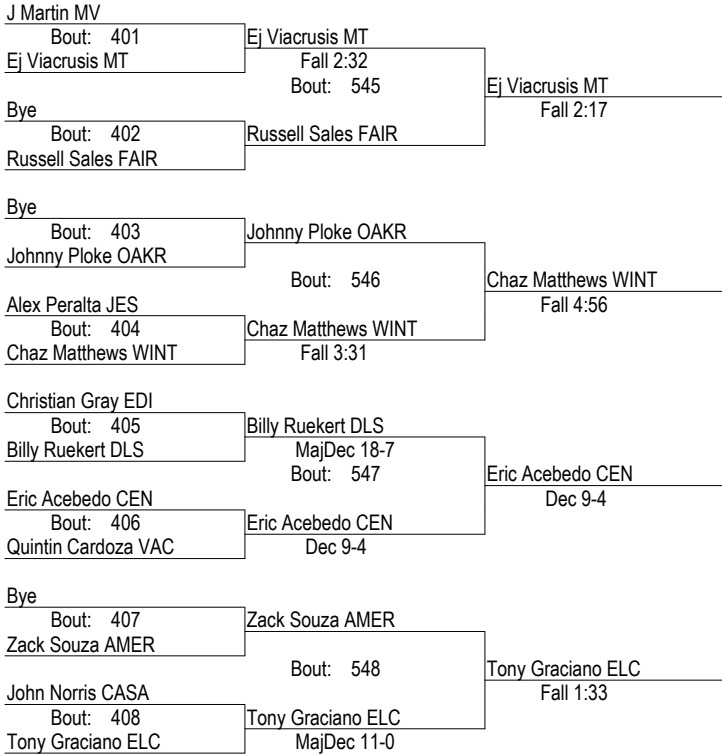 J Martin MV
Bout: 401
Ej Viacrusis MT
Ej Viacrusis MT
Fall 2:32
Bout: 545
Ej Viacrusis MT
Fall 2:17
Bye
Bout: 402
Russell Sales FAIR
Russell Sales FAIR
Bye
Bout: 403
Johnny Ploke OAKR
Johnny Ploke OAKR
Bout: 546
Chaz Matthews WINT
Fall 4:56
Alex Peralta JES
Bout: 404
Chaz Matthews WINT
Chaz Matthews WINT
Fall 3:31
Christian Gray EDI
Bout: 405
Billy Ruekert DLS
Billy Ruekert DLS
MajDec 18-7
Bout: 547
Eric Acebedo CEN
Dec 9-4
Eric Acebedo CEN
Bout: 406
Quintin Cardoza VAC
Eric Acebedo CEN
Dec 9-4
Bye
Bout: 407
Zack Souza AMER
Zack Souza AMER
Bout: 548
Tony Graciano ELC
Fall 1:33
John Norris CASA
Bout: 408
Tony Graciano ELC
Tony Graciano ELC
MajDec 11-0